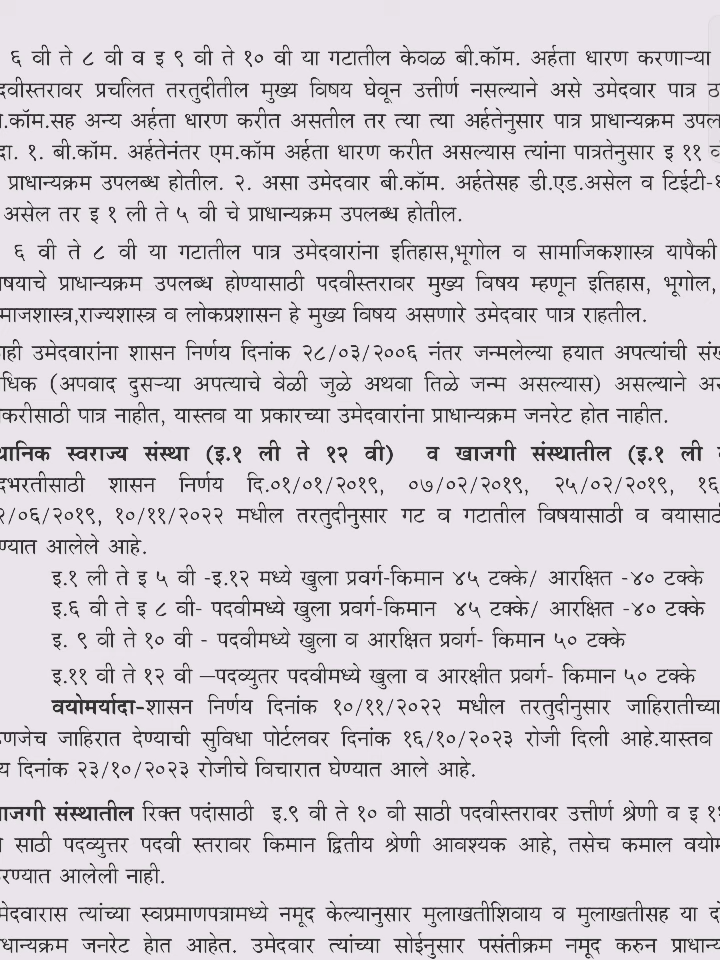 ६ वी ते ८ वी व इ ९ वी ते १० वी या गटातील केवळ बी.कॉम. अर्हता धारण करणाऱ्या
प्रचलित तरतुदीतील मुख्य विषय घेवून उत्तीर्ण नसल्याने असे उमेदवार पात्र
.कॉम.सह अन्य अर्हता धारण करीत असतील तर त्या त्या अर्हतेनुसार पात्र प्राधान्यक्रम
दा. १. बी.कॉम. अर्हतेनंतर एम.कॉम अर्हता धारण करीत असल्यास त्यांना पात्रतेनुसार इ ११
प्राधान्यक्रम उपलब्ध होतील. २. असा उमेदवार बी.कॉम. अर्हतेसह डी.एड.असेल व टिईटी-
असेल तर इ १ ली ते ५ वी चे प्राधान्यक्रम उपलब्ध होतील.
६ वी ते ८ वी या गटातील पात्र उमेदवारांना इतिहास,भूगोल व सामाजिकशास्त्र यापैकी
षयाचे प्राधान्यक्रम उपलब्ध होण्यासाठी पदवीस्तरावर मुख्य विषय म्हणून इतिहास, भूगोल,
माजशास्त्र,राज्यशास्त्र व लोकप्रशासन हे मुख्य विषय असणारे उमेदवार पात्र राहतील.
उमेदवारांना शासन निर्णय दिनांक २८/०३/२००६ नंतर जन्मलेल्या हयात अपत्यांची
धिक (अपवाद दुसऱ्या अपत्याचे वेळी जुळे अथवा तिळे जन्म असल्यास) असल्याने
करीसाठी पात्र नाहीत, यास्तव या प्रकारच्या उमेदवारांना प्राधान्यक्रम जनरेट होत नाहीत.
थानिक स्वराज्य संस्था (इ.१ ली ते १२ वी) व खाजगी संस्थातील (इ.१ ली
दभरतीसाठी शासन निर्णय दि.०१/०१/२०१९, ०७/०२/२०१९, २५/०२/२०१९, १६
/०६/२०१९, १०/११/२०२२ मधील तरतुदीनुसार गट व गटातील विषयासाठी व वयासाठी
ण्यात आलेले आहे.
इ.१ ली ते इ ५ वी -इ.१२ मध्ये खुला प्रवर्ग-किमान ४५ टक्के/ आरक्षित -४० टक्के
इ.६ वी ते इ ८ वी- पदवीमध्ये खुला प्रवर्ग-किमान ४५ टक्के/ आरक्षित -४० टक्के
इ. ९ वी ते १० वी - पदवीमध्ये खुला व आरक्षित प्रवर्ग- किमान ५० टक्के
इ.११ वी ते १२ वी –पदव्युतर पदवीमध्ये खुला व आरक्षीत प्रवर्ग- किमान ५० टक्के
वयोमर्यादा-शासन निर्णय दिनांक १०/११/२०२२ मधील तरतुदीनुसार जाहिरातीच्या
णजेच जाहिरात देण्याची सुविधा पोर्टलवर दिनांक १६/१०/२०२३ रोजी दिली आहे.यास्तव
दिनांक २३/१०/२०२३ रोजीचे विचारात घेण्यात आले आहे.
ाजगी संस्थातील रिक्त पदांसाठी इ.९ वी ते १० वी साठी पदवीस्तरावर उत्तीर्ण श्रेणी व इ
साठी पदव्युत्तर पदवी स्तरावर किमान द्वितीय श्रेणी आवश्यक आहे, तसेच कमाल
रण्यात आलेली नाही.
मेदवारास त्यांच्या स्वप्रमाणपत्रामध्ये नमूद केल्यानुसार मुलाखतीशिवाय व मुलाखतीसह या
धान्यक्रम जनरेट होत आहेत. उमेदवार त्यांच्या सोईनुसार पसंतीक्रम नमूद करुन